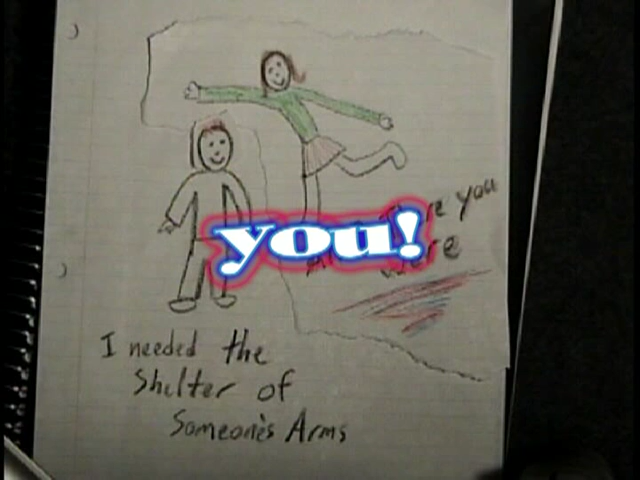 you
you!
were
I needed the
Shelter of
Someone's Arms